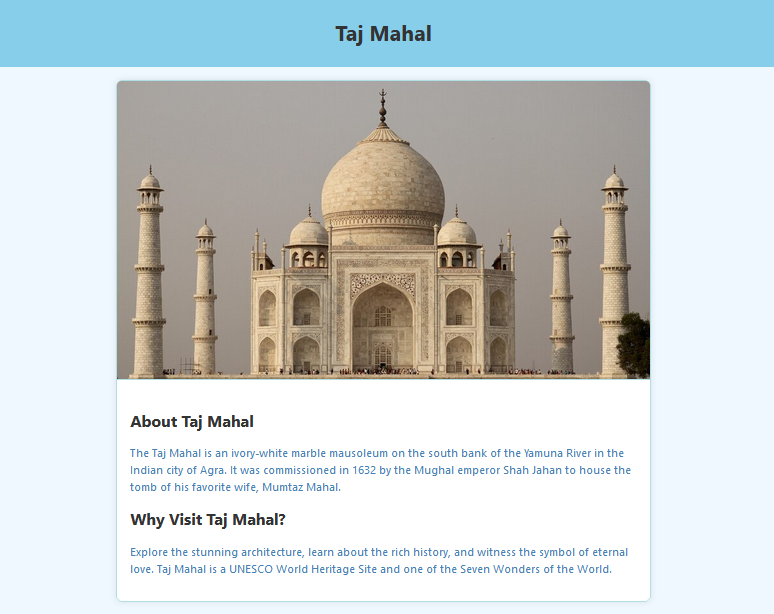 Taj Mahal
About Taj Mahal
The Taj Mahal is an ivory-white marble mausoleum on the south bank of the Yamuna River in the
Indian city of Agra. It was commissioned in 1632 by the Mughal emperor Shah Jahan to house the
tomb of his favorite wife, Mumtaz Mahal.
Why Visit Taj Mahal?
Explore the stunning architecture, learn about the rich history, and witness the symbol of eternal
love. Taj Mahal is a UNESCO World Heritage Site and one of the Seven Wonders of the World.